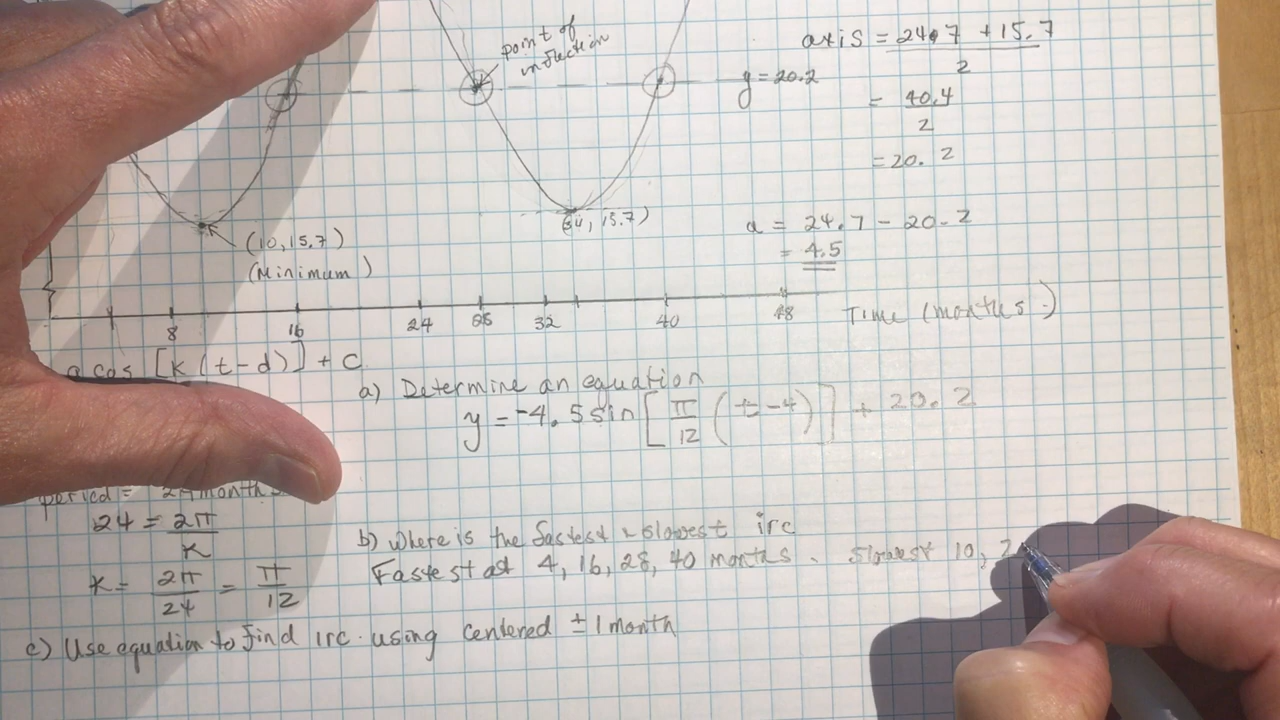 point of
inflection
axis = 24.7 + 15.7
2
y = 20.2
= 40.4
2
= 20.2
(34, 15.7)
a = 24.7 - 20.2
= 4.5
(10, 15.7)
(Minimum)
8 16 24 28 32 40 48 Time (months)
a cos [k (t-d)] + c
a) Determine an equation
y = -4.5 sin [π/12 (t-4)] + 20.2
period = 24 months
24 = 2π
K
K = 2π = π
24 12
b) Where is the fastest & slowest irc
Fastest at 4, 16, 28, 40 months. Slowest 10, 2
c) Use equation to find irc using centered ± 1 month